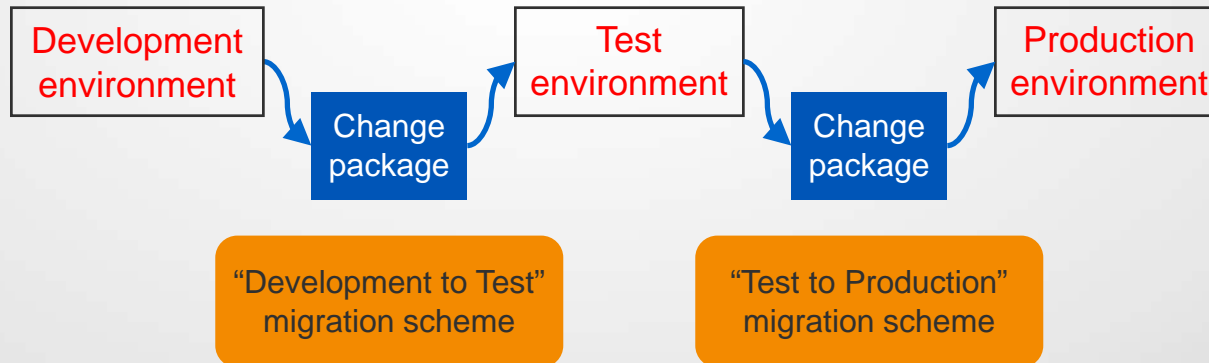 Development
environment
Test
environment
Production
environment
Change
package
Change
package
“Development to Test”
migration scheme
“Test to Production”
migration scheme